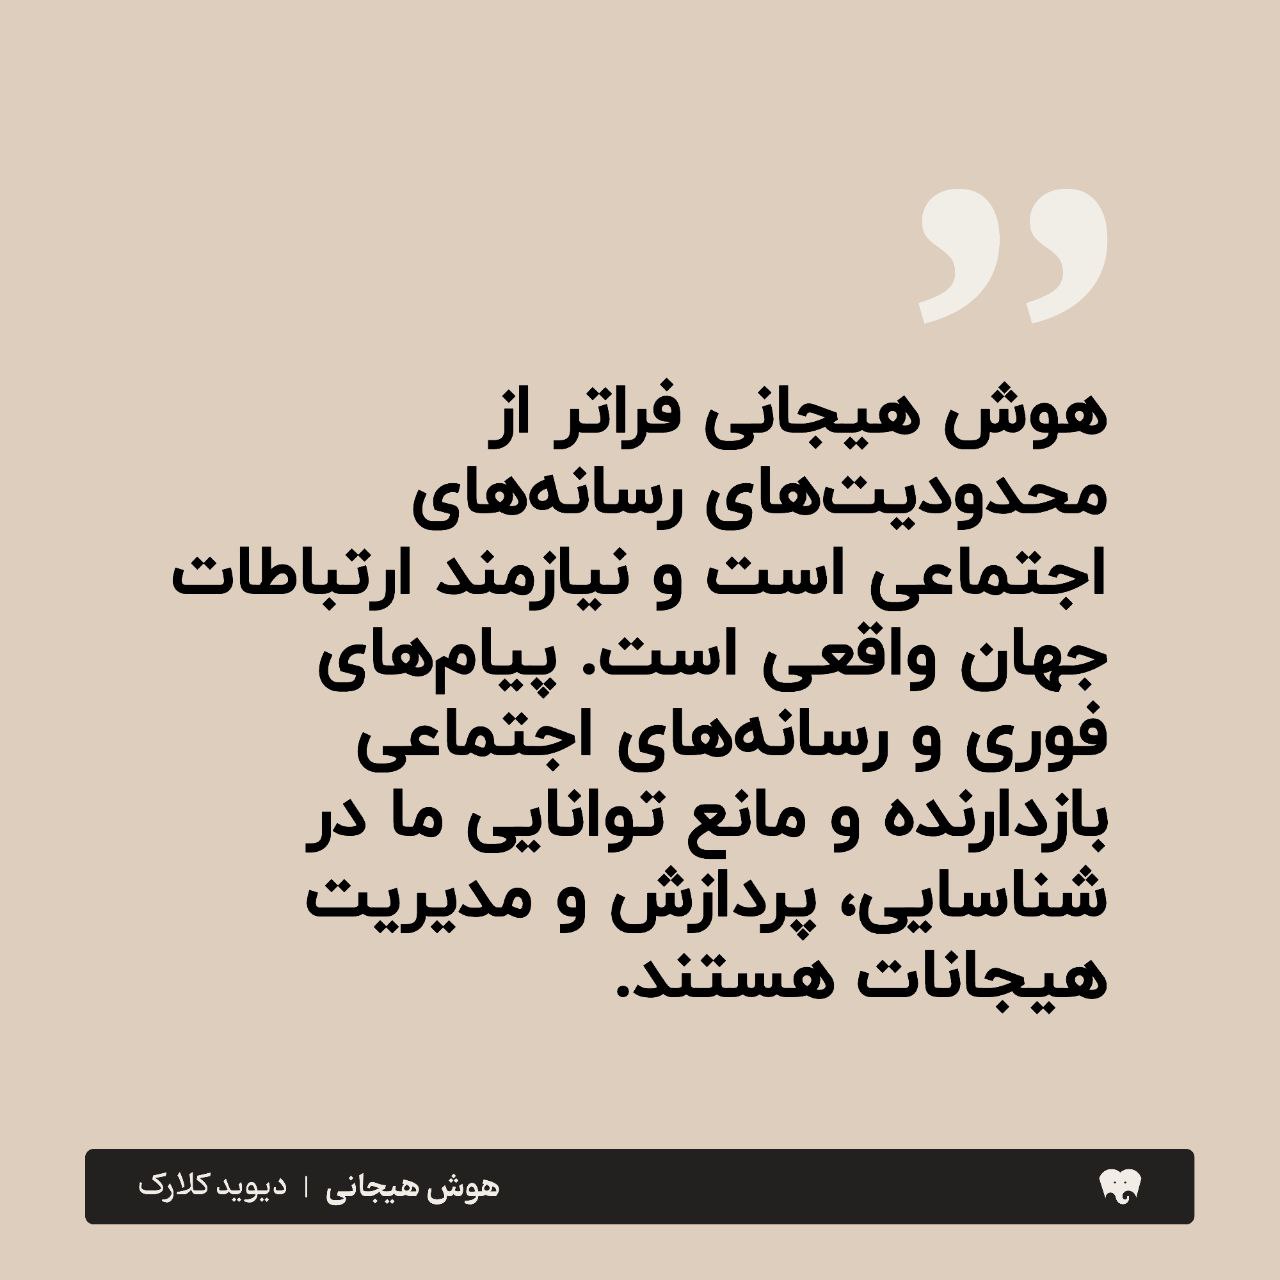 هوش هیجانی فراتر از
محدودیت‌های رسانه‌های
اجتماعی است و نیازمند ارتباطات
جهان واقعی است. پیام‌های
فوری و رسانه‌های اجتماعی
بازدارنده و مانع توانایی ما در
شناسایی، پردازش و مدیریت
هیجانات هستند.
هوش هیجانی | دیوید کلارک